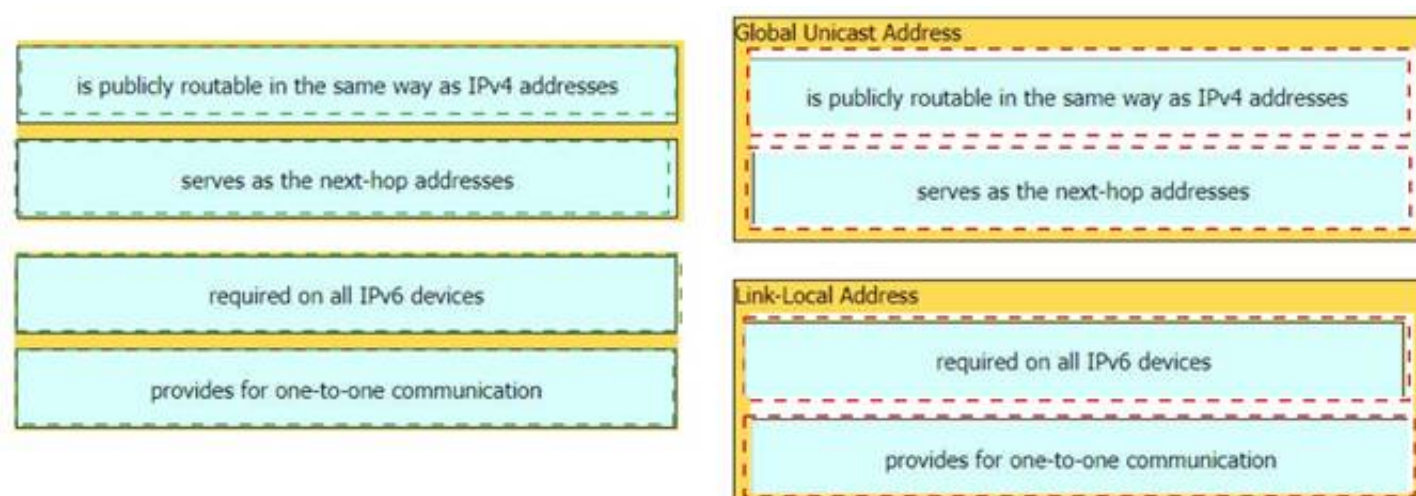 is publicly routable in the same way as IPv4 addresses
serves as the next-hop addresses
required on all IPv6 devices
provides for one-to-one communication
Global Unicast Address
is publicly routable in the same way as IPv4 addresses
serves as the next-hop addresses
Link-Local Address
required on all IPv6 devices
provides for one-to-one communication